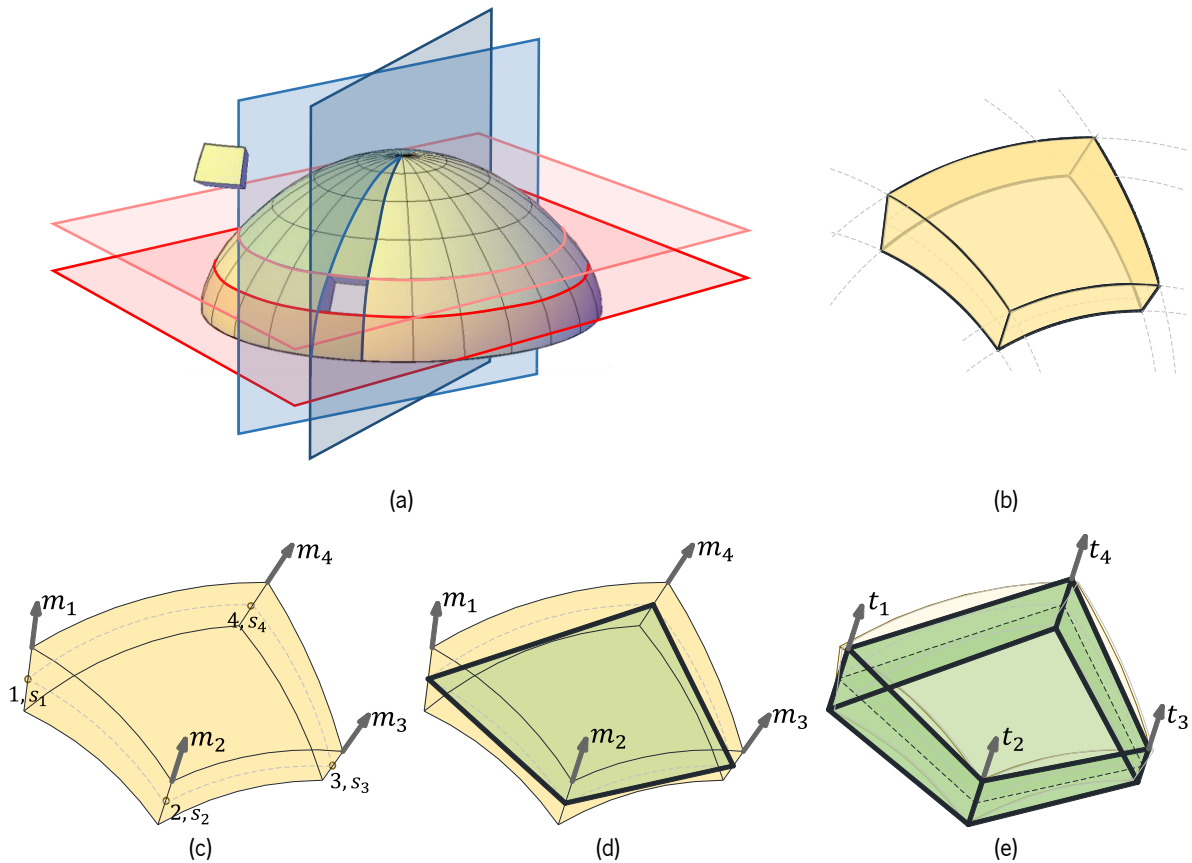 (a)
(b)
m₄
m₁
4, s₄
1, s₁
m₃
m₂
3, s₃
2, s₂
(c)
m₄
m₁
m₃
m₂
(d)
t₄
t₁
t₃
t₂
(e)